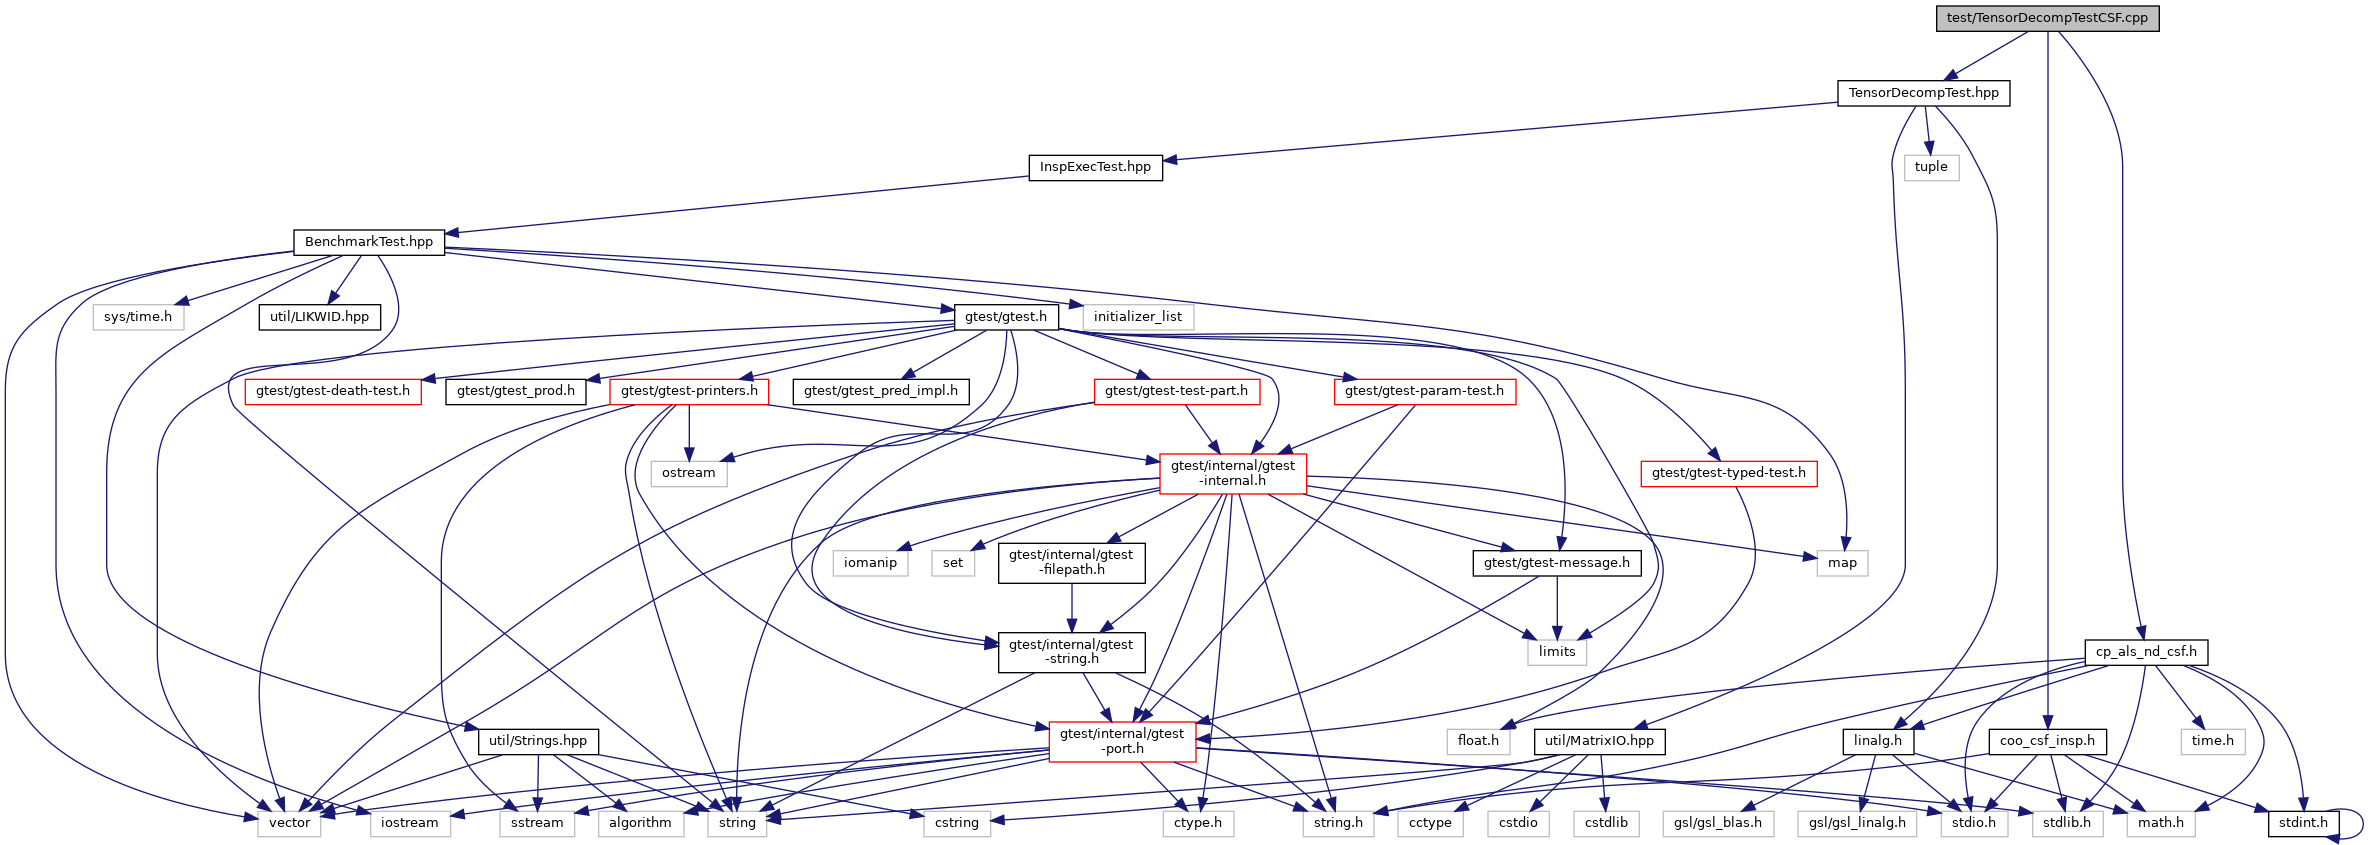 test/TensorDecompTestCSF.cpp
TensorDecompTest.hpp
InspExecTest.hpp
tuple
BenchmarkTest.hpp
sys/time.h
util/LIKWID.hpp
gtest/gtest.h
initializer_list
gtest/gtest-death-test.h
gtest/gtest_prod.h
gtest/gtest-printers.h
gtest/gtest_pred_impl.h
gtest/gtest-test-part.h
gtest/gtest-param-test.h
ostream
gtest/internal/gtest
-internal.h
gtest/gtest-typed-test.h
iomanip
set
gtest/internal/gtest
-filepath.h
gtest/gtest-message.h
map
gtest/internal/gtest
-string.h
limits
cp_als_nd_csf.h
util/Strings.hpp
gtest/internal/gtest
-port.h
float.h
util/MatrixIO.hpp
linalg.h
coo_csf_insp.h
time.h
vector
iostream
sstream
algorithm
string
cstring
ctype.h
string.h
cctype
cstdio
cstdlib
gsl/gsl_blas.h
gsl/gsl_linalg.h
stdio.h
stdlib.h
math.h
stdint.h